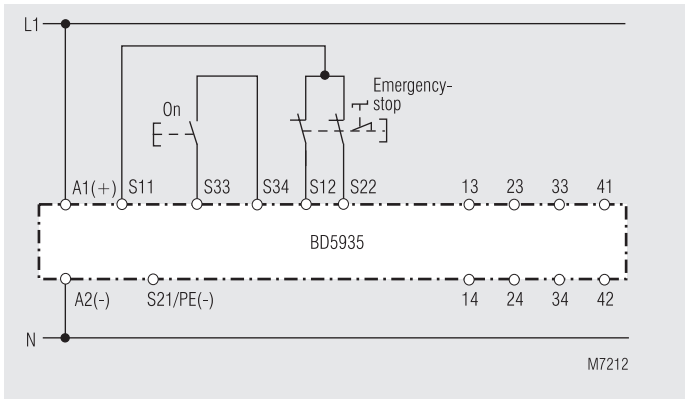 L1
Emergency-
stop
On
A1(+) S11 S33 S34 S12 S22 13 23 33 41
BD5935
A2(-) S21/PE(-) 14 24 34 42
N
M7212